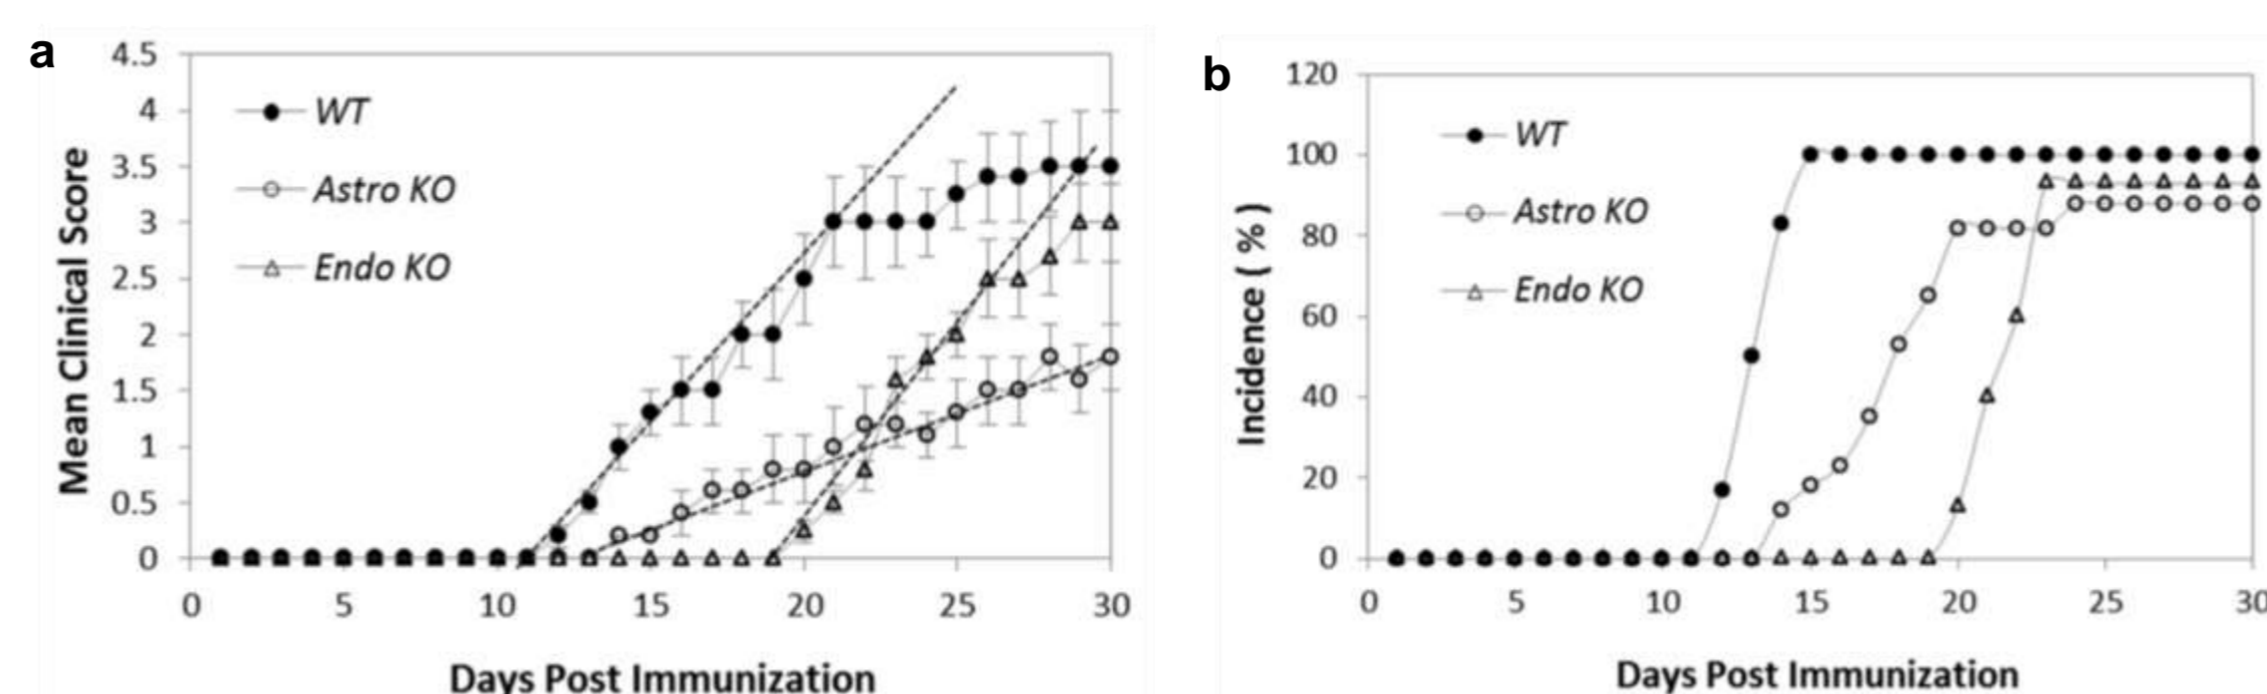 a
4.5
4
3.5
3
2.5
2
1.5
1
0.5
0
Mean Clinical Score
WT
Astro KO
Endo KO
0 5 10 15 20 25 30
Days Post Immunization
b
120
100
80
60
40
20
0
Incidence ( % )
WT
Astro KO
Endo KO
0 5 10 15 20 25 30
Days Post Immunization